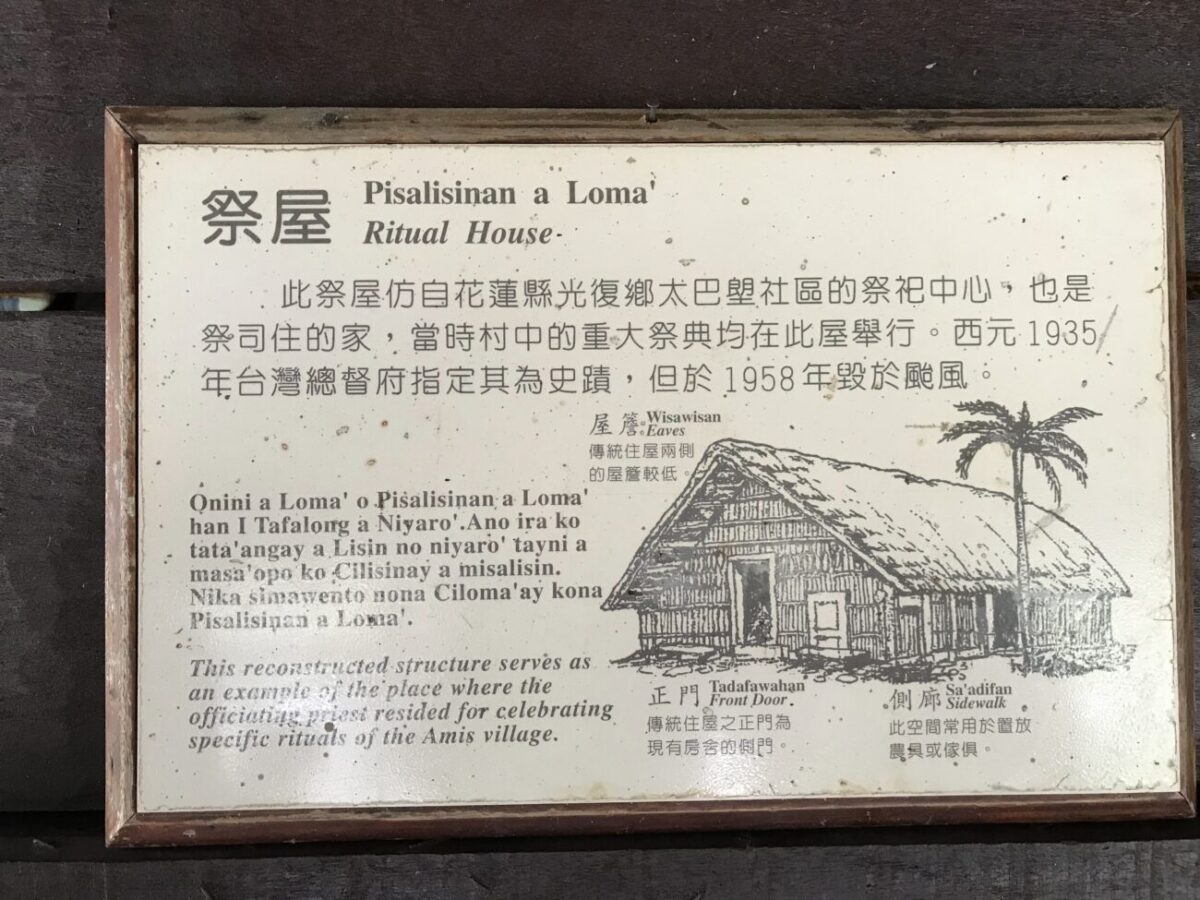 祭屋
Pisalisinan a Loma'
Ritual House
此祭屋仿自花蓮縣光復鄉太巴塱社區的祭祀中心，也是
祭司住的家，當時村中的重大祭典均在此屋舉行。西元1935
年台灣總督府指定其為史蹟，但於1958年毀於颱風。
屋簷 Wisawisan
Eaves
傳統住屋兩側
的屋簷較低。
Onini a Loma' o Pisalisinan a Loma'
han I Tafalong a Niyaro'.Ano ira ko
tata'angay a Lisin no niyaro' tayni a
masa'opo ko Cilisinay a misalisin.
Nika simawento nona Ciloma'ay kona
Pisalisinan a Loma'.
This reconstructed structure serves as
an example of the place where the
officiating priest resided for celebrating
specific rituals of the Amis village.
正門 Tadafawahan
Front Door
傳統住屋之正門為
現有房舍的側門。
側廊 Sa'adifan
Sidewalk
此空間常用於置放
農具或傢俱。